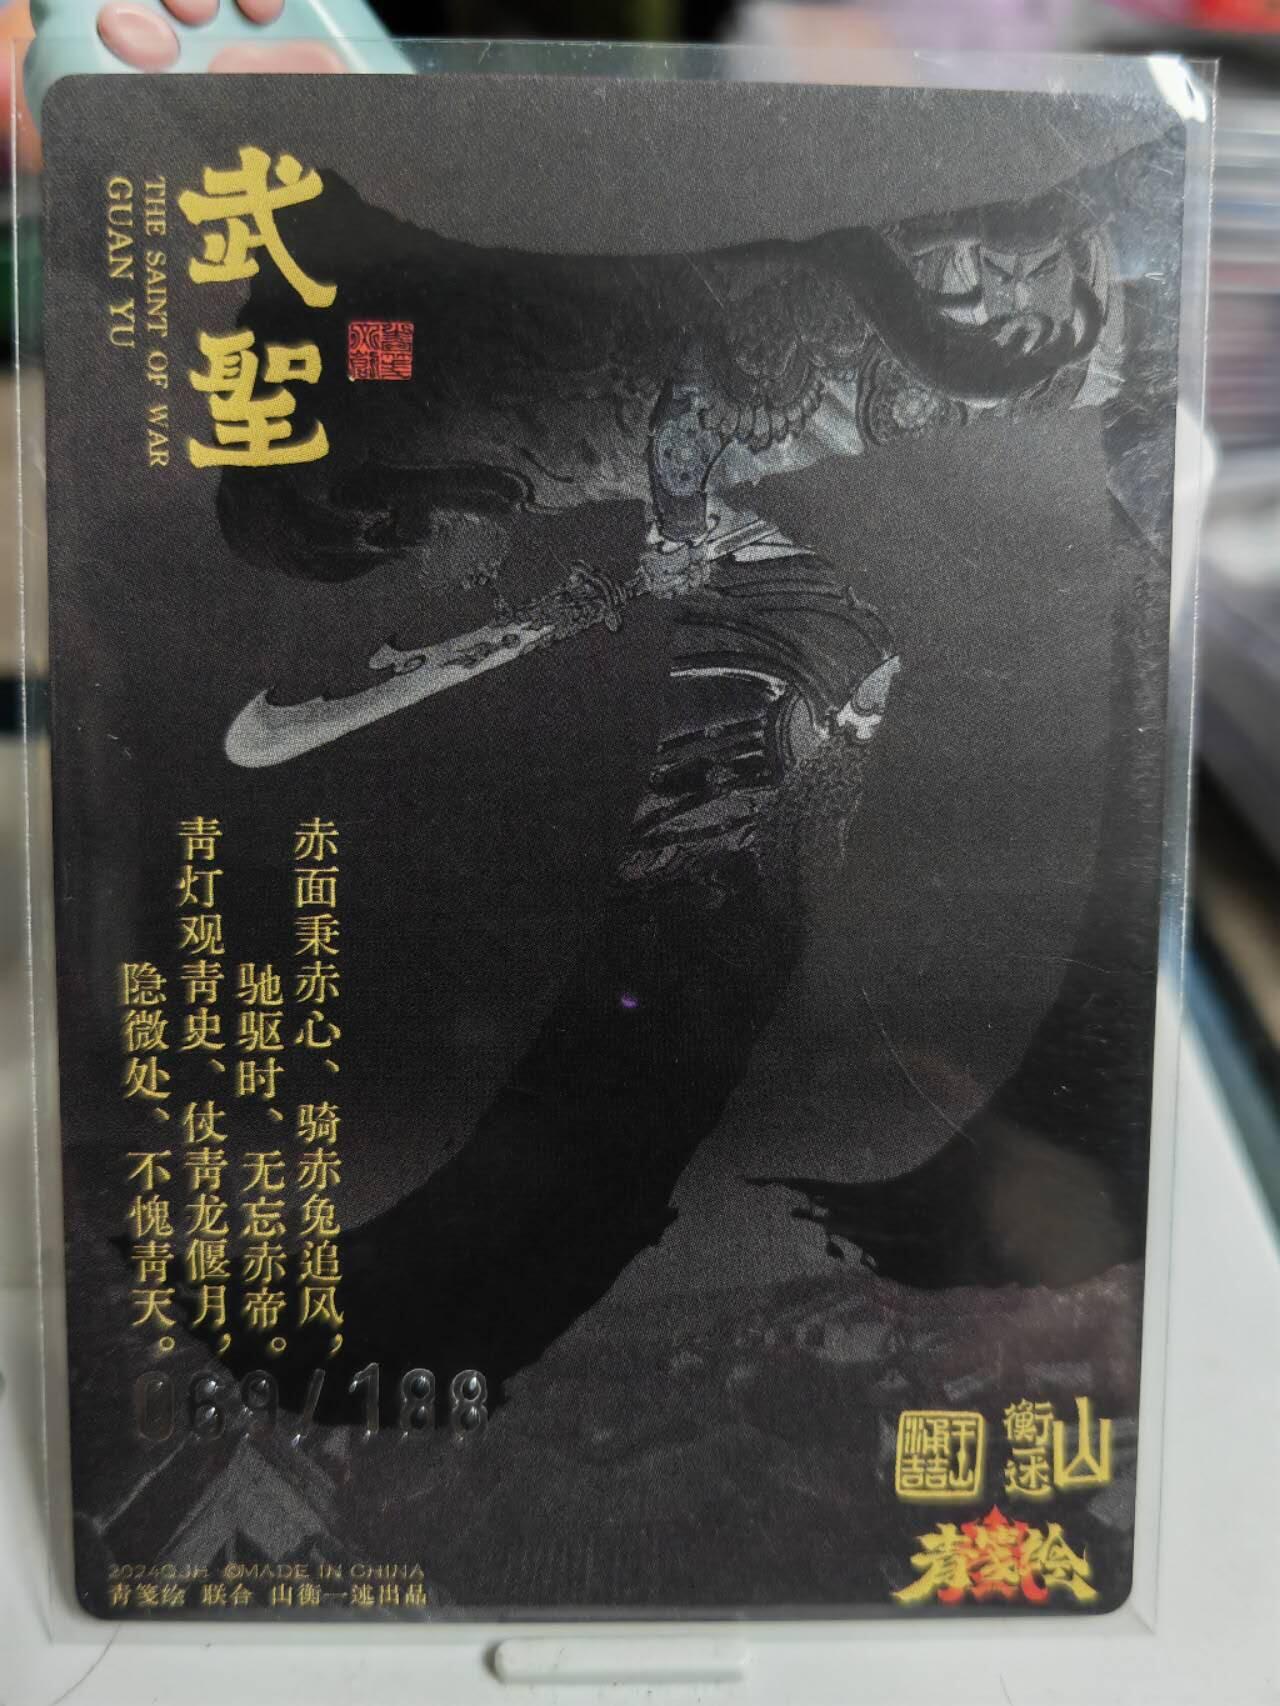 武聖
THE SAINT OF WAR
GUAN YU
赤面秉赤心、骑赤兔追风，
驰驱时、无忘赤帝。
青灯观青史、仗青龙偃月，
隐微处、不愧青天。
069/188
山
衡
一述
青笺绘
2024QJH ©MADE IN CHINA
青笺绘 联合 山衡一述出品